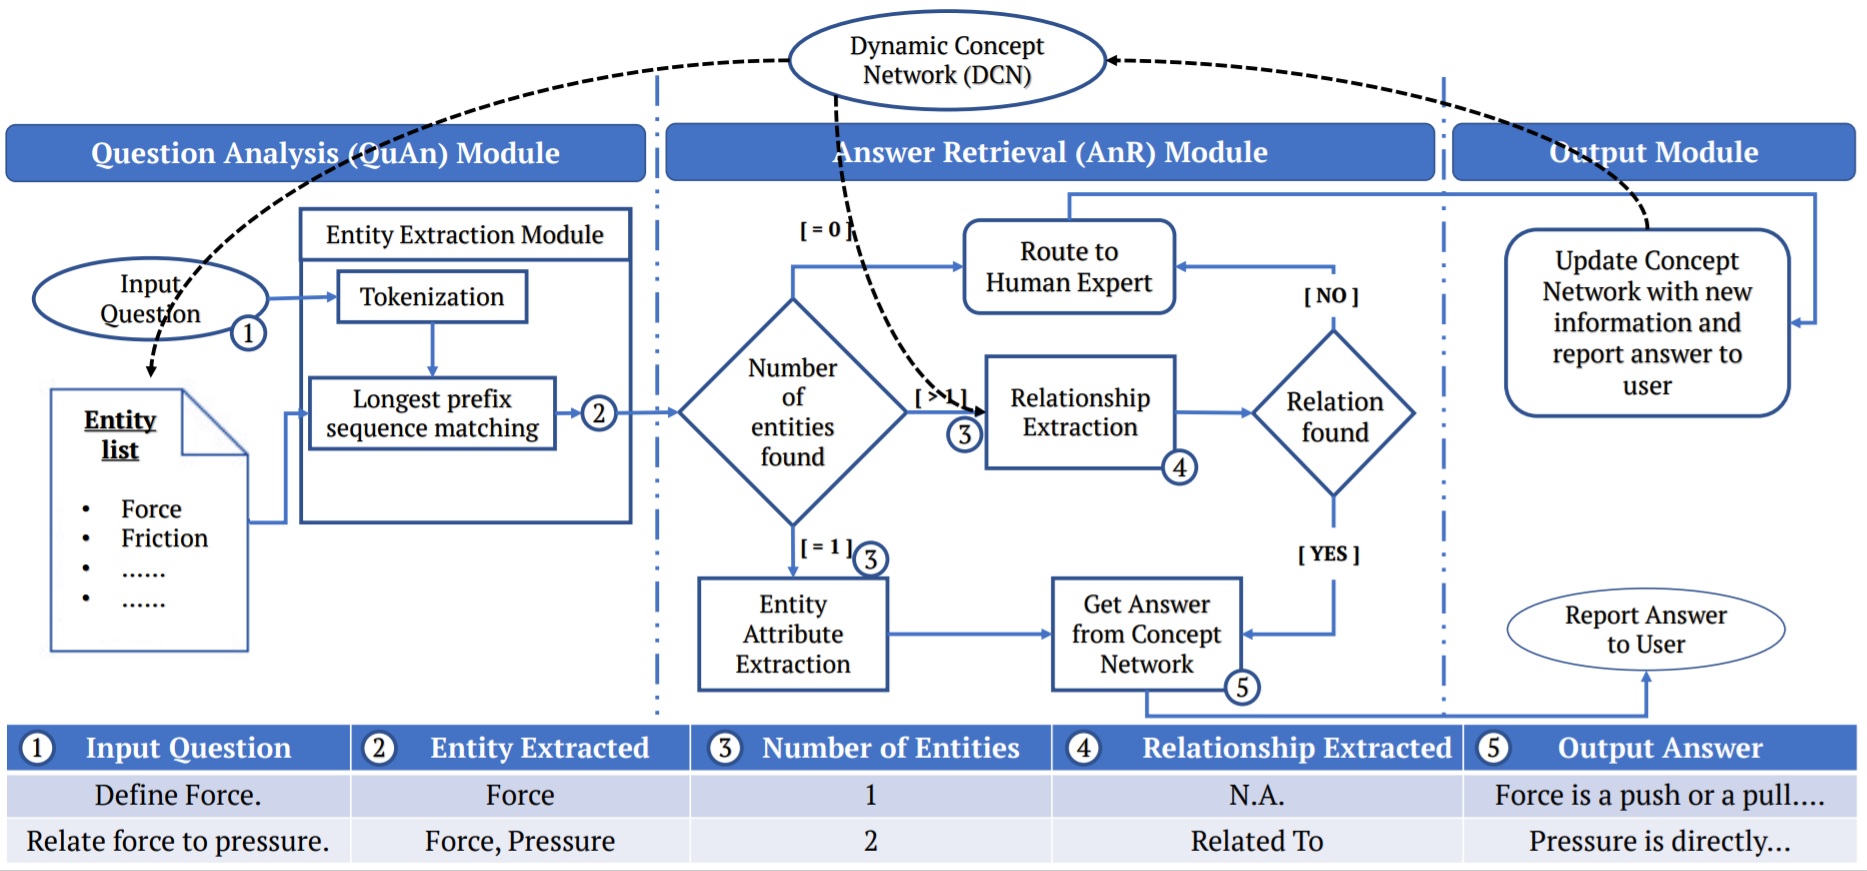 Dynamic Concept
Network (DCN)
Question Analysis (QuAn) Module
Answer Retrieval (AnR) Module
Output Module
Input
Question
1
Entity Extraction Module
Tokenization
Longest prefix
sequence matching
2
Entity
list
• Force
• Friction
• ......
• ......
Number
of
entities
found
[ = 0 ]
[ > 1 ]
3
[ = 1 ]
3
Route to
Human Expert
Relationship
Extraction
4
Relation
found
[ NO ]
[ YES ]
Entity
Attribute
Extraction
Get Answer
from Concept
Network
5
Update Concept
Network with new
information and
report answer to
user
Report Answer
to User
1 Input Question 2 Entity Extracted 3 Number of Entities 4 Relationship Extracted 5 Output Answer
Define Force. Force 1 N.A. Force is a push or a pull....
Relate force to pressure. Force, Pressure 2 Related To Pressure is directly...